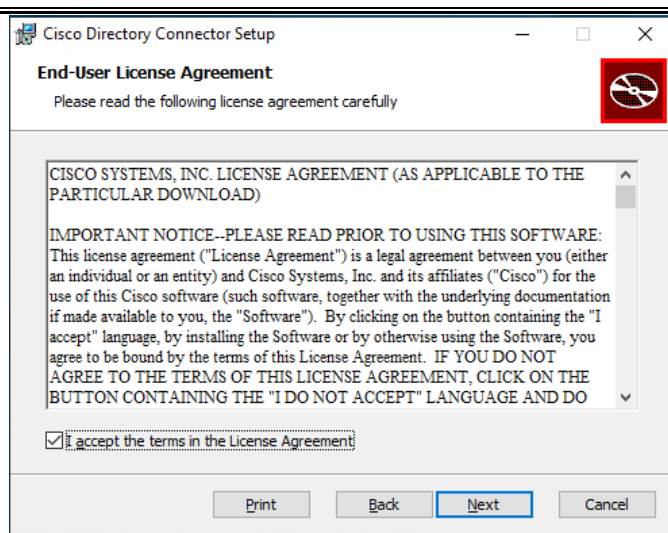 Cisco Directory Connector Setup
End-User License Agreement
Please read the following license agreement carefully
CISCO SYSTEMS, INC. LICENSE AGREEMENT (AS APPLICABLE TO THE
PARTICULAR DOWNLOAD)
IMPORTANT NOTICE--PLEASE READ PRIOR TO USING THIS SOFTWARE:
This license agreement ("License Agreement") is a legal agreement between you (either
an individual or an entity) and Cisco Systems, Inc. and its affiliates ("Cisco") for the
use of this Cisco software (such software, together with the underlying documentation
if made available to you, the "Software").  By clicking on the button containing the "I
accept" language, by installing the Software or by otherwise using the Software, you
agree to be bound by the terms of this License Agreement.  IF YOU DO NOT
AGREE TO THE TERMS OF THIS LICENSE AGREEMENT, CLICK ON THE
BUTTON CONTAINING THE "I DO NOT ACCEPT" LANGUAGE AND DO
I accept the terms in the License Agreement
Print Back Next Cancel